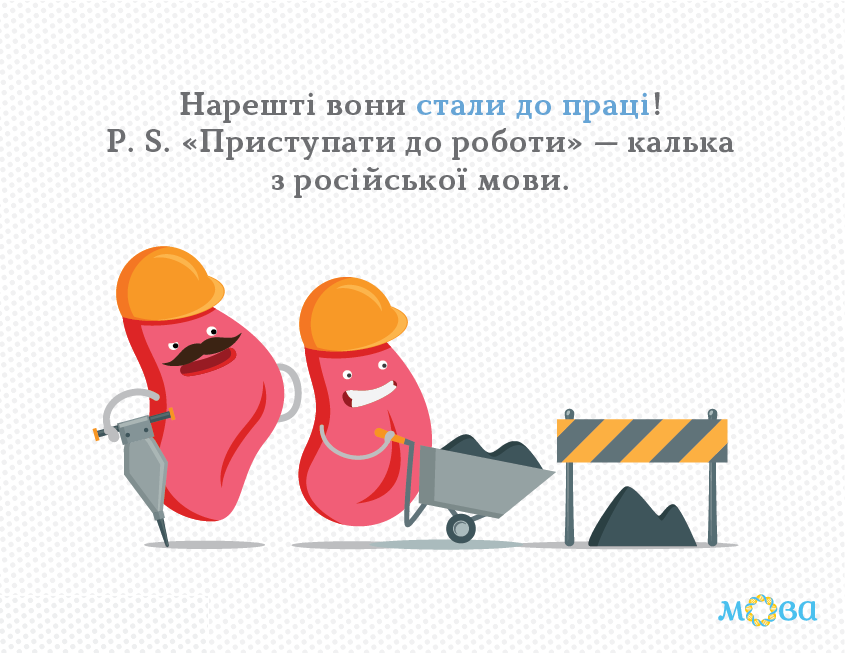 Нарешті вони стали до праці!
P. S. «Приступати до роботи» — калька
з російської мови.
мова